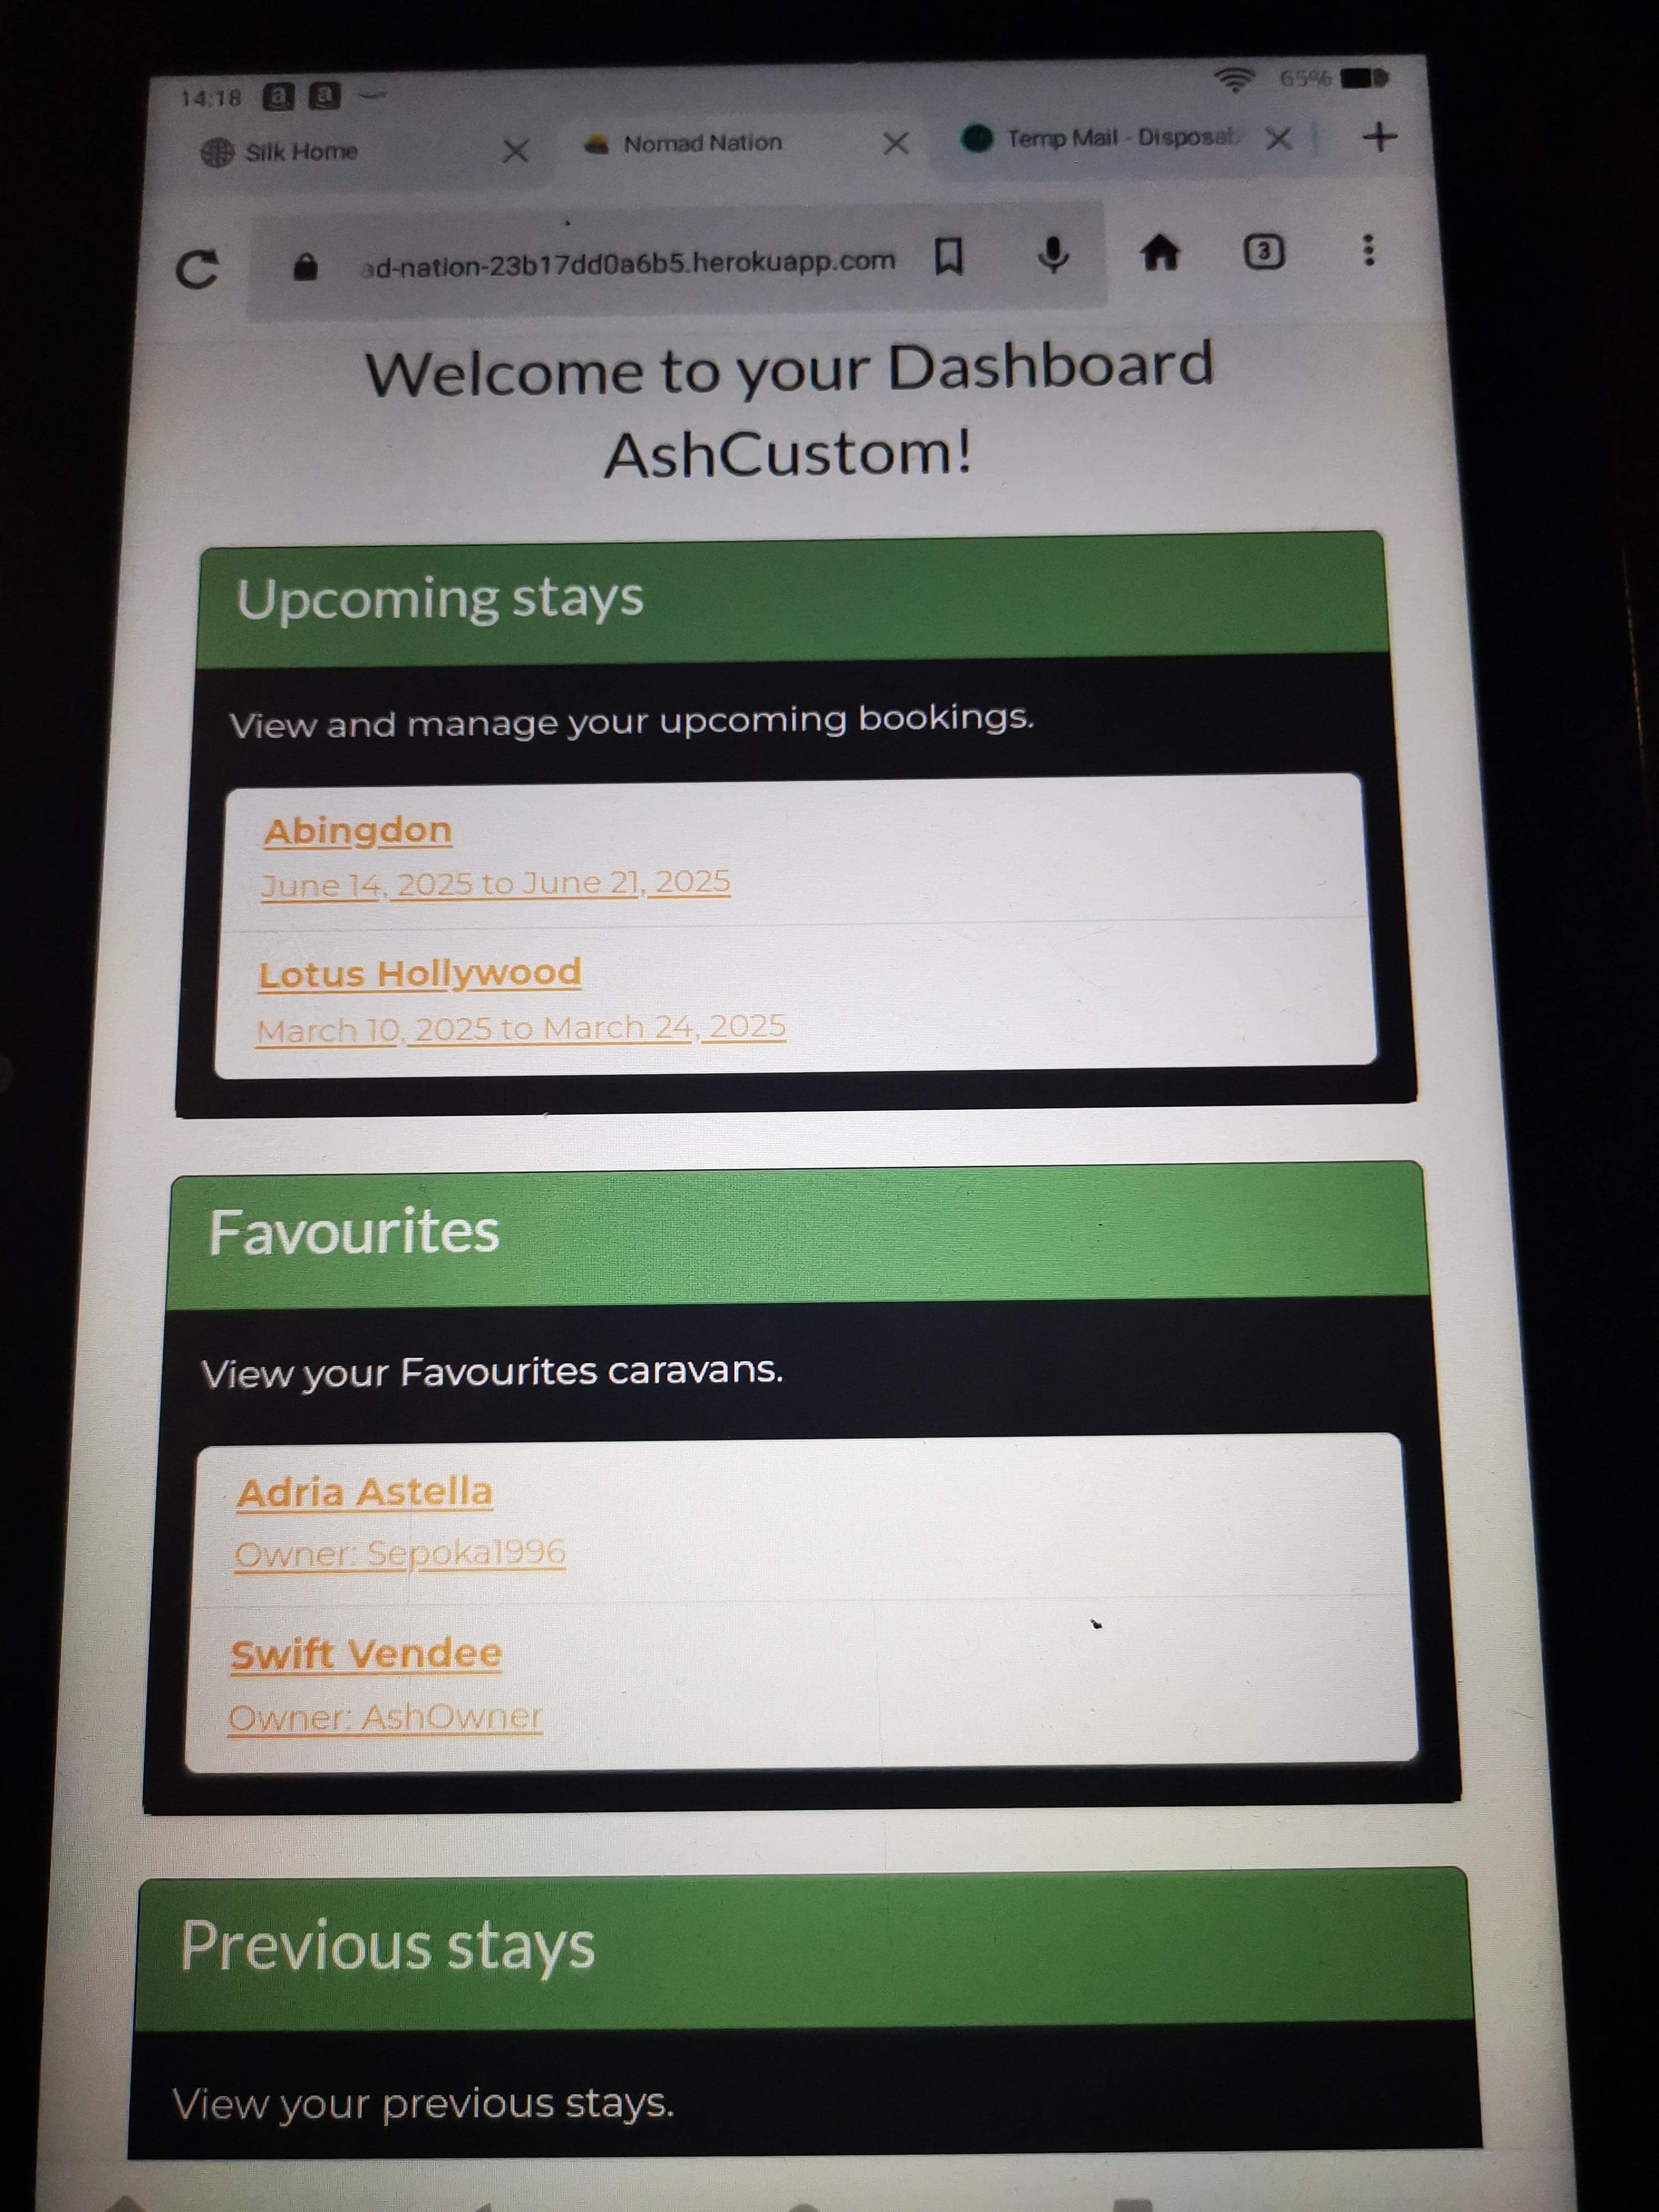 14:18
65%
Silk Home
Nomad Nation
Temp Mail - Disposab
ad-nation-23b17dd0a6b5.herokuapp.com
3
Welcome to your Dashboard
AshCustom!
Upcoming stays
View and manage your upcoming bookings.
Abingdon
June 14, 2025 to June 21, 2025
Lotus Hollywood
March 10, 2025 to March 24, 2025
Favourites
View your Favourites caravans.
Adria Astella
Owner: Sepoka1996
Swift Vendee
Owner: AshOwner
Previous stays
View your previous stays.